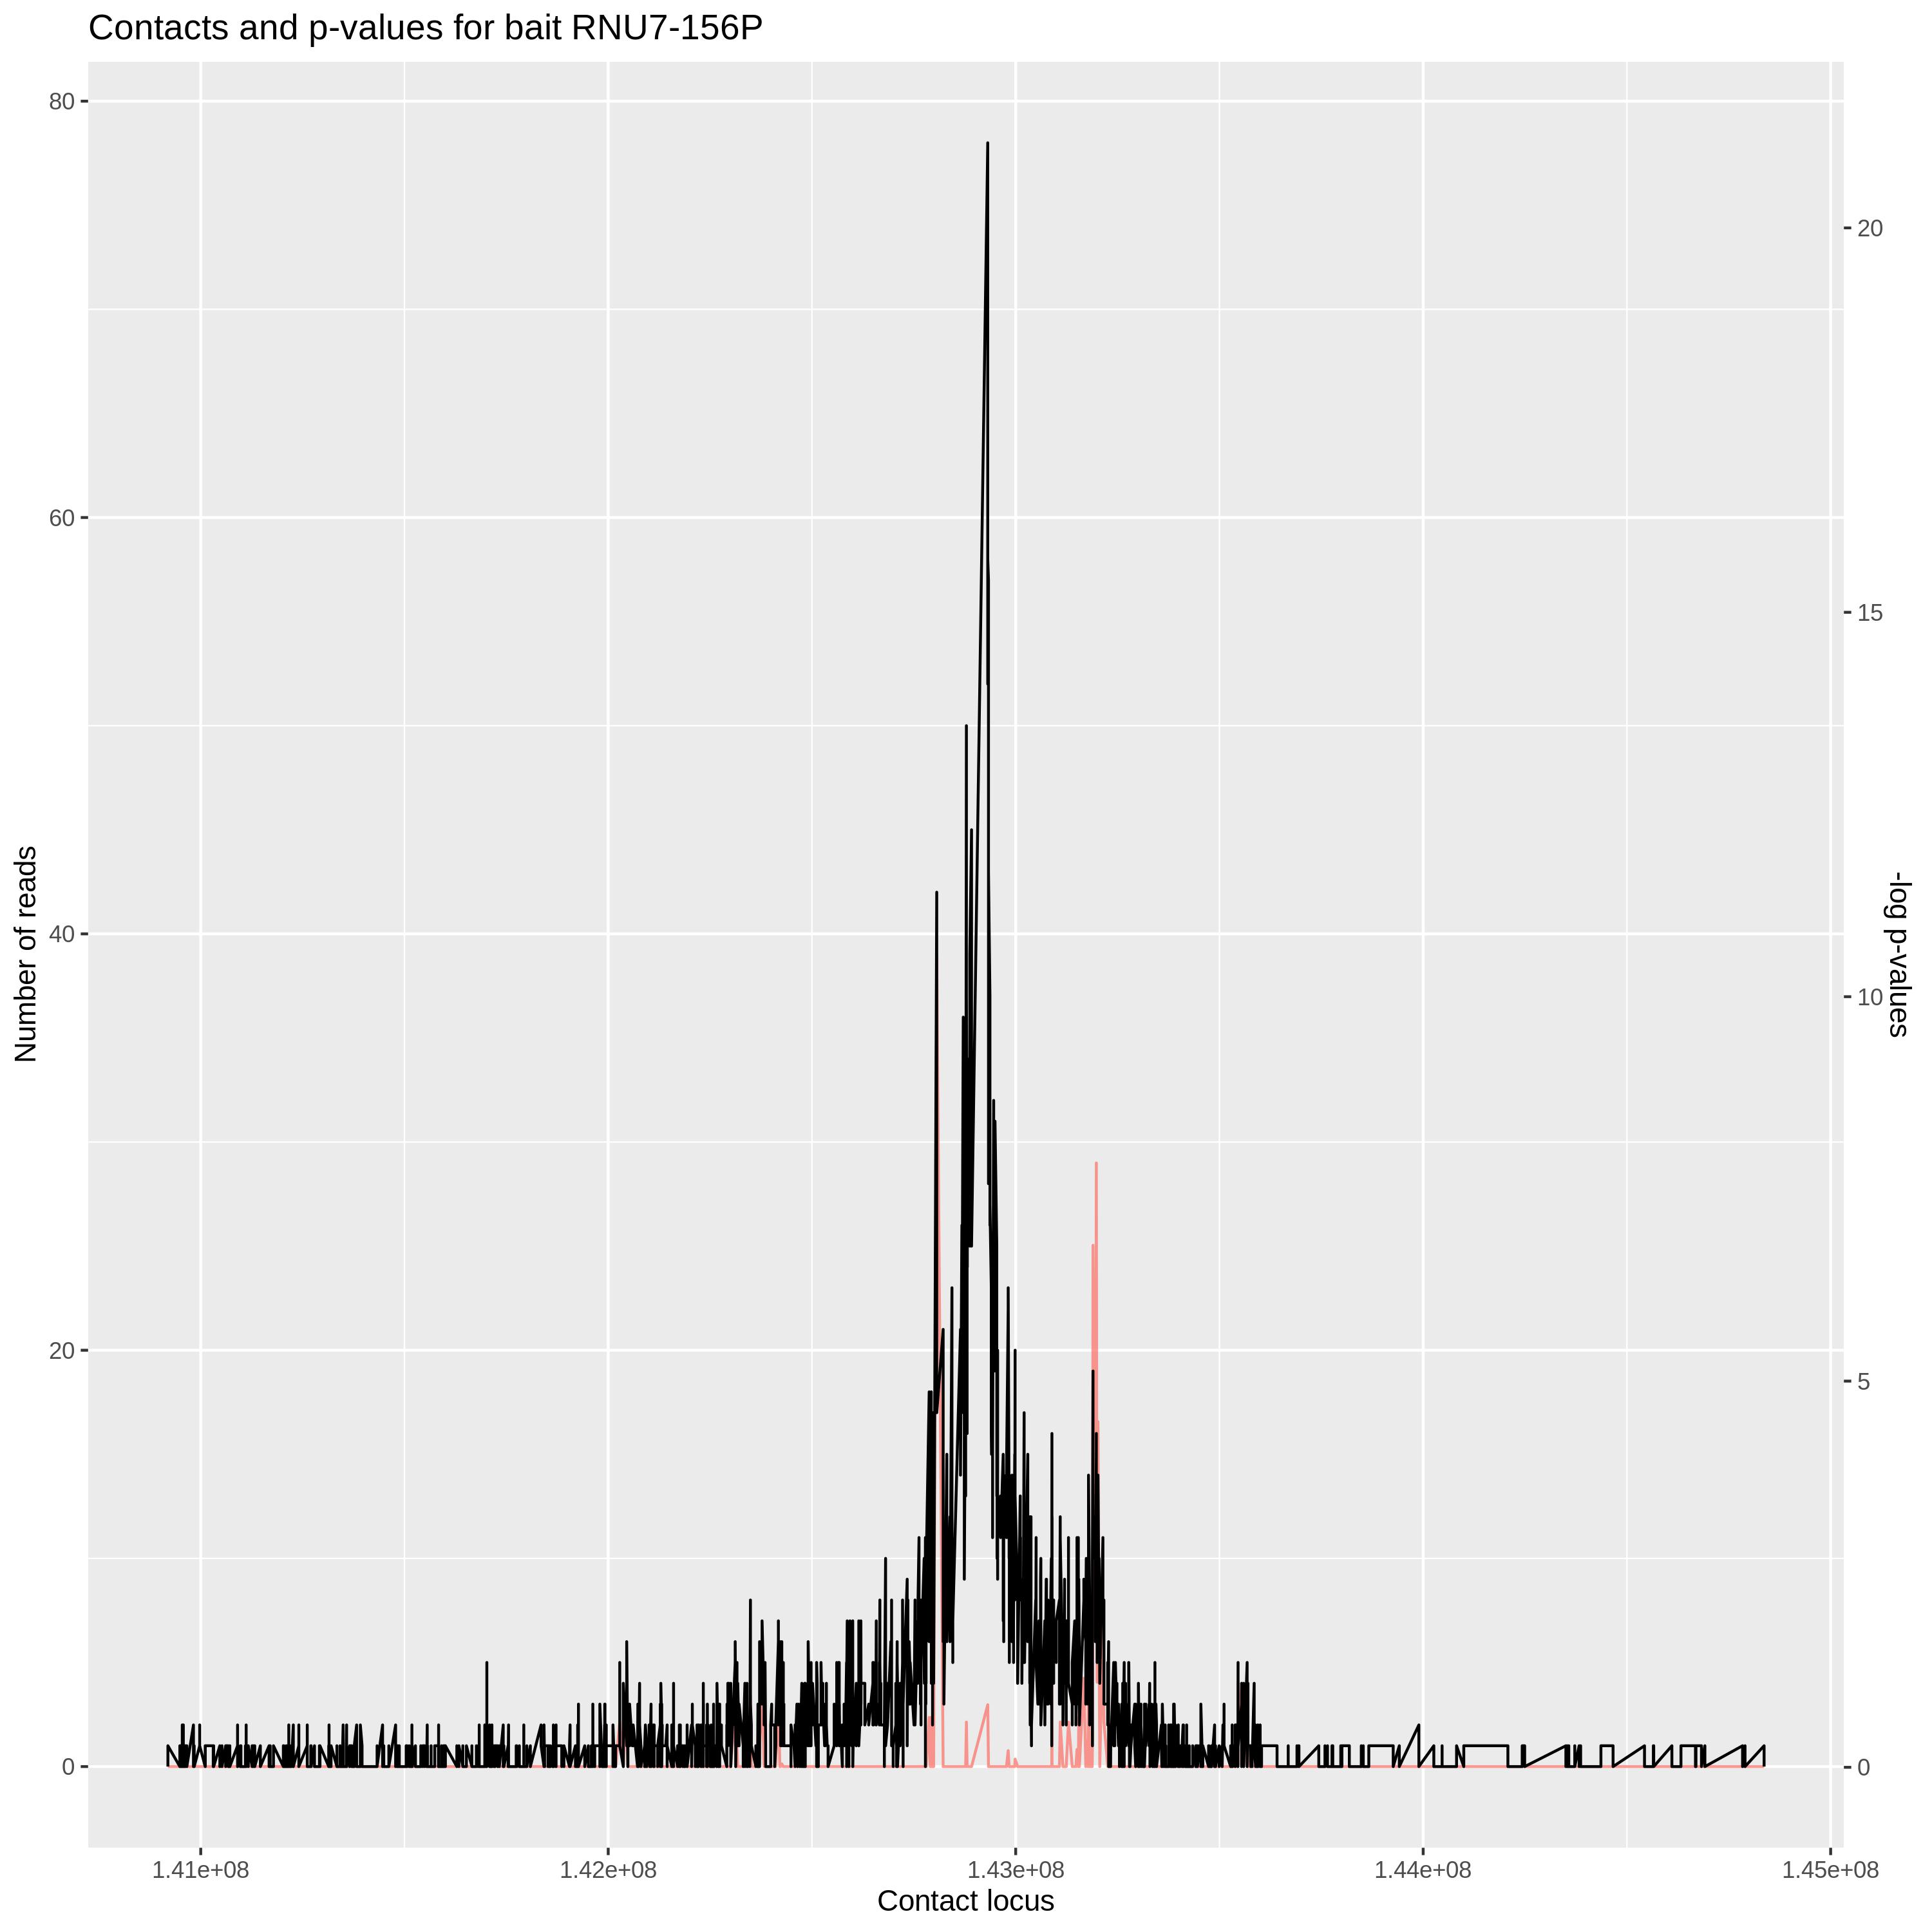 Contacts and p-values for bait RNU7-156P
80
60
40
20
0
Number of reads
20
15
10
5
0
-log p-values
1.41e+08
1.42e+08
1.43e+08
1.44e+08
1.45e+08
Contact locus